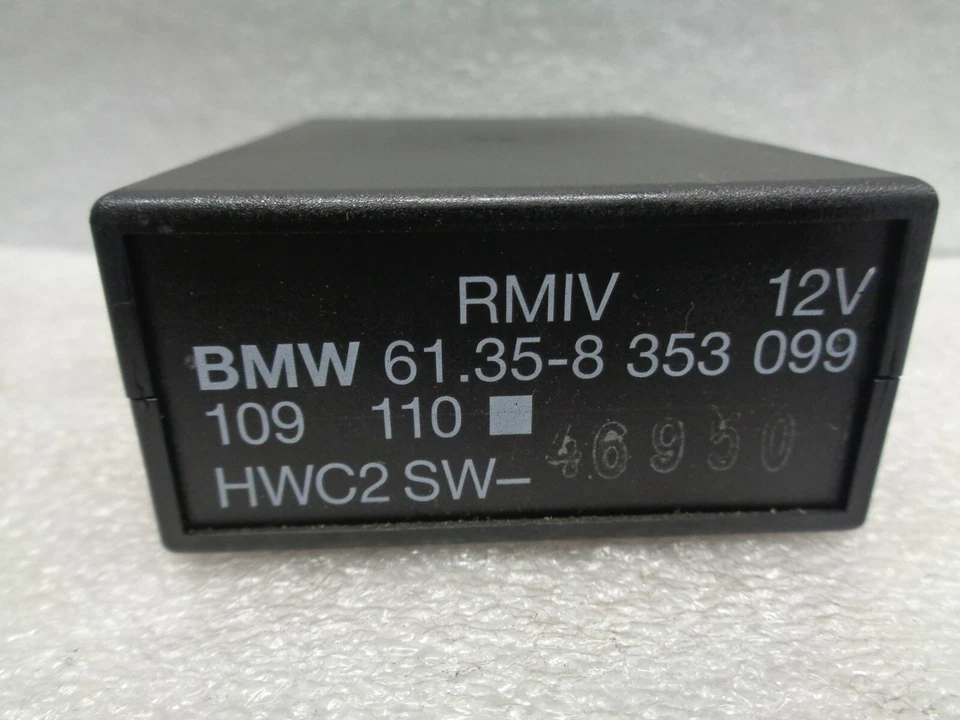 RMIV 12V
BMW 61.35-8 353 099
109 110
HWC2 SW– 46950